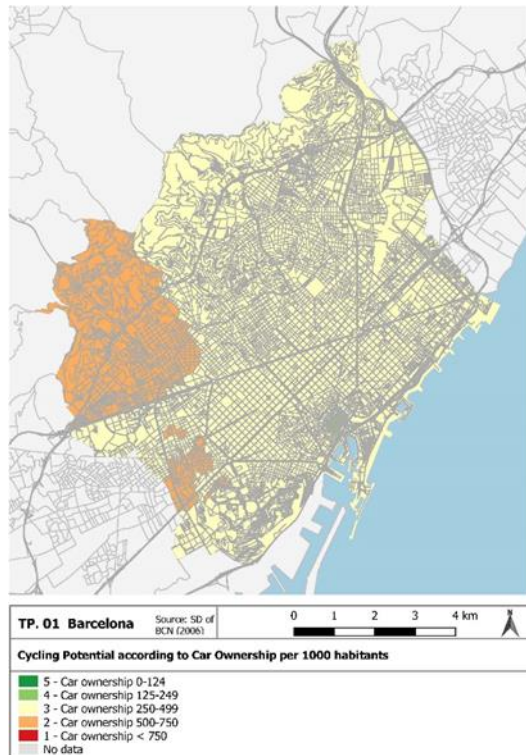 TP. 01 Barcelona
Source: SD of
BCN (2006)
0 1 2 3 4 km
N
Cycling Potential according to Car Ownership per 1000 habitants
5 - Car ownership 0-124
4 - Car ownership 125-249
3 - Car ownership 250-499
2 - Car ownership 500-750
1 - Car ownership < 750
No data